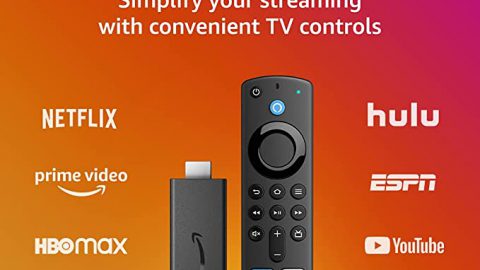 Simplify your streaming
with convenient TV controls
NETFLIX
hulu
prime video
ESPN
HBOmax
YouTube